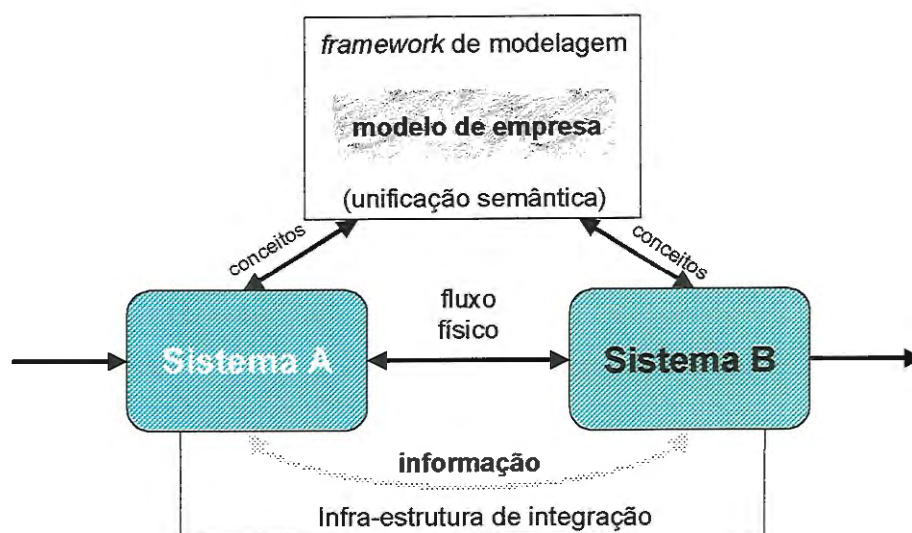 framework de modelagem
modelo de empresa
(unificação semântica)
conceitos
conceitos
fluxo
físico
Sistema A
Sistema B
informação
Infra-estrutura de integração